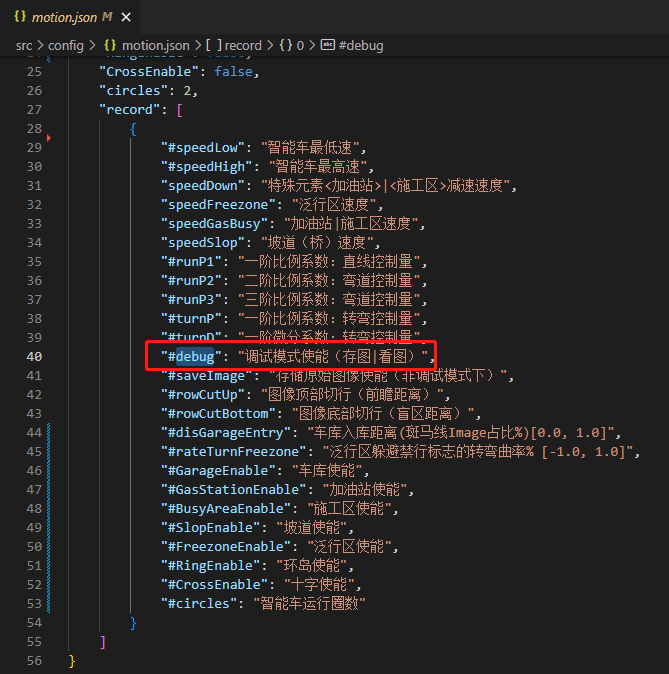 motion.json M ×
src > config > motion.json > [ ] record > { } 0 > #debug
25 "CrossEnable": false,
26 "circles": 2,
27 "record": [
28 {
29 "#speedLow": "智能车最低速",
30 "#speedHigh": "智能车最高速",
31 "speedDown": "特殊元素<加油站>|<施工区>减速速度",
32 "speedFreezone": "泛行区速度",
33 "speedGasBusy": "加油站|施工区速度",
34 "speedSlop": "坡道（桥）速度",
35 "#runP1": "一阶比例系数：直线控制量",
36 "#runP2": "二阶比例系数：弯道控制量",
37 "#runP3": "三阶比例系数：弯道控制量",
38 "#turnP": "一阶比例系数：转弯控制量",
39 "#turnD": "一阶微分系数：转弯控制量",
40 "#debug": "调试模式使能（存图|看图）",
41 "#saveImage": "存储原始图像使能（非调试模式下）",
42 "#rowCutUp": "图像顶部切行（前瞻距离）",
43 "#rowCutBottom": "图像底部切行（盲区距离）",
44 "#disGarageEntry": "车库入库距离(斑马线Image占比%)[0.0, 1.0]",
45 "#rateTurnFreezone": "泛行区躲避禁行标志的转弯曲率% [-1.0, 1.0]",
46 "#GarageEnable": "车库使能",
47 "#GasStationEnable": "加油站使能",
48 "#BusyAreaEnable": "施工区使能",
49 "#SlopEnable": "坡道使能",
50 "#FreezoneEnable": "泛行区使能",
51 "#RingEnable": "环岛使能",
52 "#CrossEnable": "十字使能",
53 "#circles": "智能车运行圈数"
54 }
55 ]
56 }